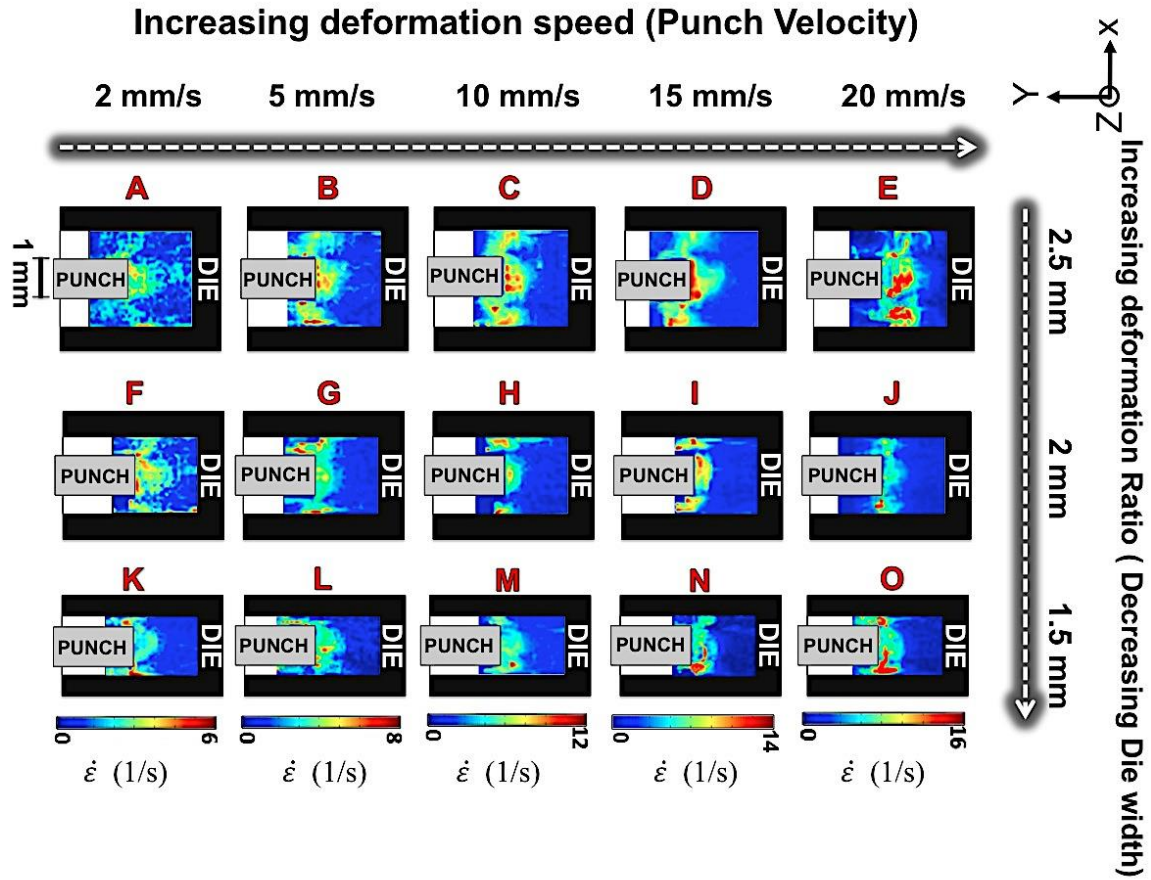 Increasing deformation speed (Punch Velocity)
2 mm/s 5 mm/s 10 mm/s 15 mm/s 20 mm/s
X
Y
Z
Increasing deformation Ratio ( Decreasing Die width)
A B C D E
1 mm
PUNCH DIE PUNCH DIE PUNCH DIE PUNCH DIE PUNCH DIE
2.5 mm
F G H I J
PUNCH DIE PUNCH DIE PUNCH DIE PUNCH DIE PUNCH DIE
2 mm
K L M N O
PUNCH DIE PUNCH DIE PUNCH DIE PUNCH DIE PUNCH DIE
1.5 mm
0 6 0 8 0 12 0 14 0 16
ε̇ (1/s) ε̇ (1/s) ε̇ (1/s) ε̇ (1/s) ε̇ (1/s)